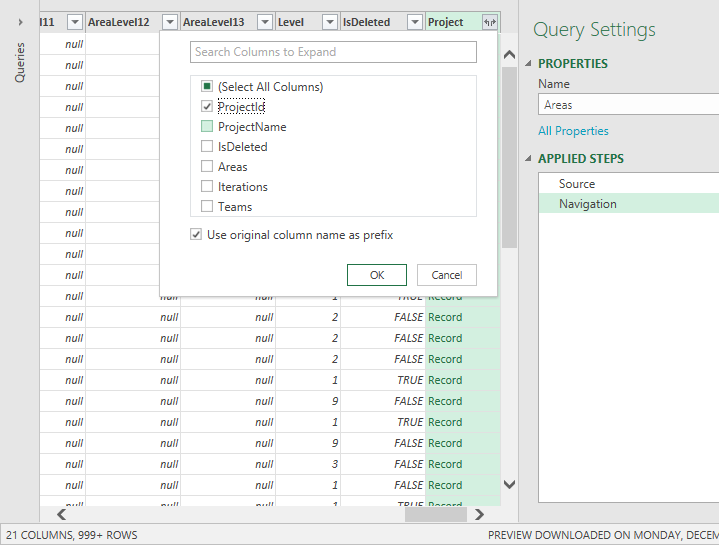 Queries
l11 AreaLevel12 AreaLevel13 Level IsDeleted Project
null
null
null
null
null
null
null
null
null
null
null
null
Search Columns to Expand
(Select All Columns)
ProjectId
ProjectName
IsDeleted
Areas
Iterations
Teams
Use original column name as prefix
OK Cancel
null null null 1 TRUE Record
null null null 2 FALSE Record
null null null 2 FALSE Record
null null null 2 FALSE Record
null null null 1 TRUE Record
null null null 9 FALSE Record
null null null 1 TRUE Record
null null null 9 FALSE Record
null null null 3 FALSE Record
null null null 1 FALSE Record
null null null 1 TRUE Record
Query Settings
PROPERTIES
Name
Areas
All Properties
APPLIED STEPS
Source
Navigation
21 COLUMNS, 999+ ROWS
PREVIEW DOWNLOADED ON MONDAY, DECEM